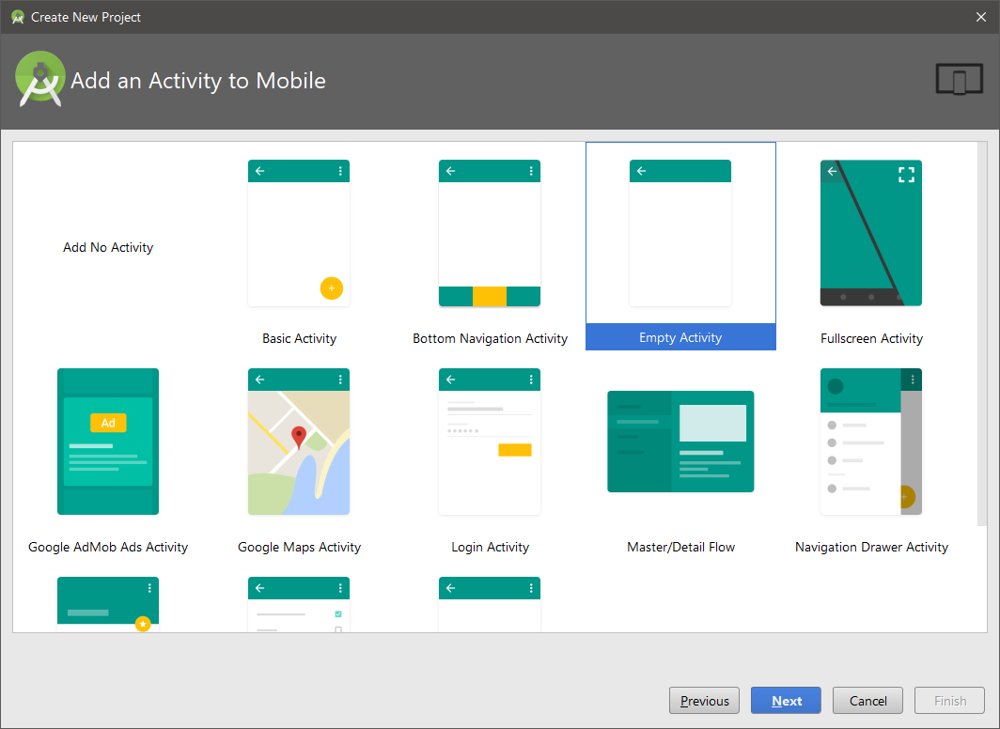 Create New Project
Add an Activity to Mobile
Add No Activity
Basic Activity
Bottom Navigation Activity
Empty Activity
Fullscreen Activity
Ad
Google AdMob Ads Activity
Google Maps Activity
Login Activity
Master/Detail Flow
Navigation Drawer Activity
Previous
Next
Cancel
Finish